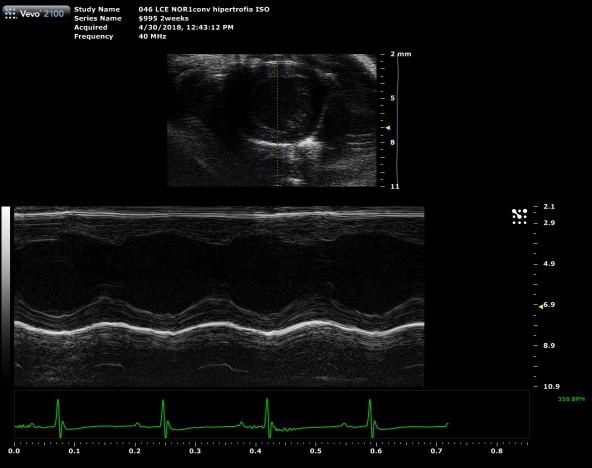 Vevo 2100
Study Name 046 LCE NOR1conv hipertrofia ISO
Series Name S995 2weeks
Acquired 4/30/2018, 12:43:12 PM
Frequency 40 MHz
2 mm
5
8
11
2.1
2.9
4.9
6.9
8.9
10.9
350 BPM
0.0 0.1 0.2 0.3 0.4 0.5 0.6 0.7 0.8